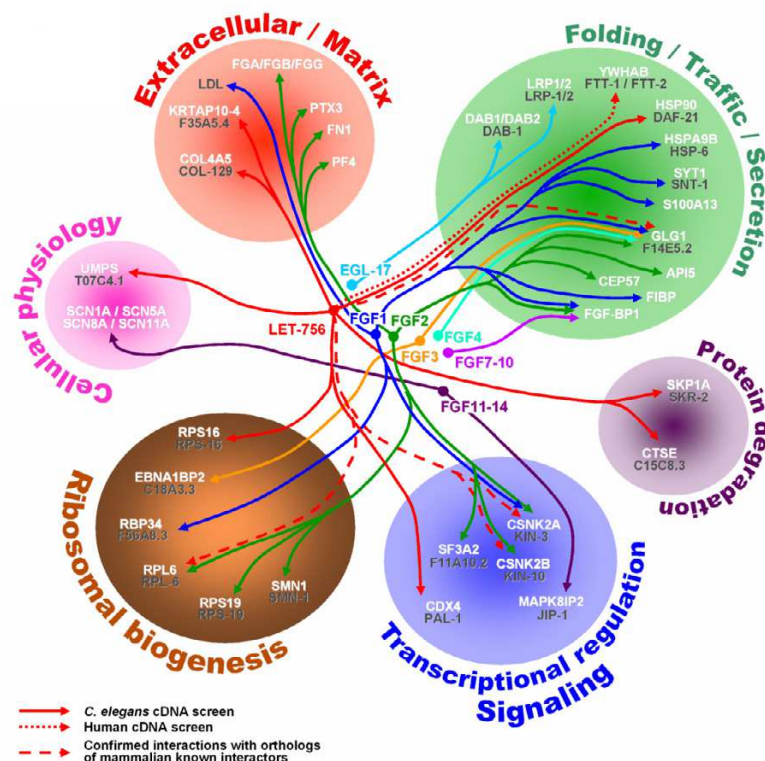 Extracellular / Matrix
FGA/FGB/FGG
LDL
KRTAP10-4
F35A5.4
PTX3
FN1
COL4A5
COL-129
PF4
Folding / Traffic / Secretion
YWHAB
FTT-1 / FTT-2
LRP1/2
LRP-1/2
HSP90
DAF-21
DAB1/DAB2
DAB-1
HSPA9B
HSP-6
SYT1
SNT-1
S100A13
GLG1
F14E5.2
API5
CEP57
FIBP
FGF-BP1
Cellular physiology
UMPS
T07C4.1
SCN1A / SCN5A
SCN8A / SCN11A
EGL-17
LET-756
FGF1
FGF2
FGF3
FGF4
FGF7-10
FGF11-14
Protein degradation
SKP1A
SKR-2
CTSE
C15C8.3
Ribosomal biogenesis
RPS16
RPS-16
EBNA1BP2
C18A3.3
RBP34
F56A8.3
RPL6
RPL-6
RPS19
RPS-19
SMN1
SMN-1
Transcriptional regulation
Signaling
CSNK2A
KIN-3
SF3A2
F11A10.2
CSNK2B
KIN-10
CDX4
PAL-1
MAPK8IP2
JIP-1
C. elegans cDNA screen
Human cDNA screen
Confirmed interactions with orthologs
of mammalian known interactors